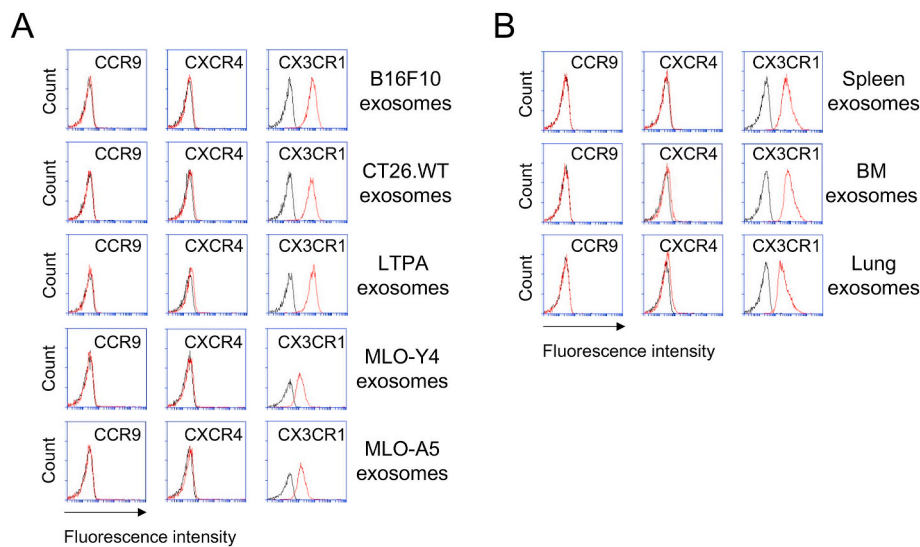 A
Count
CCR9
CXCR4
CX3CR1
B16F10
exosomes
Count
CCR9
CXCR4
CX3CR1
CT26.WT
exosomes
Count
CCR9
CXCR4
CX3CR1
LTPA
exosomes
Count
CCR9
CXCR4
CX3CR1
MLO-Y4
exosomes
Count
CCR9
CXCR4
CX3CR1
MLO-A5
exosomes
Fluorescence intensity
B
Count
CCR9
CXCR4
CX3CR1
Spleen
exosomes
Count
CCR9
CXCR4
CX3CR1
BM
exosomes
Count
CCR9
CXCR4
CX3CR1
Lung
exosomes
Fluorescence intensity